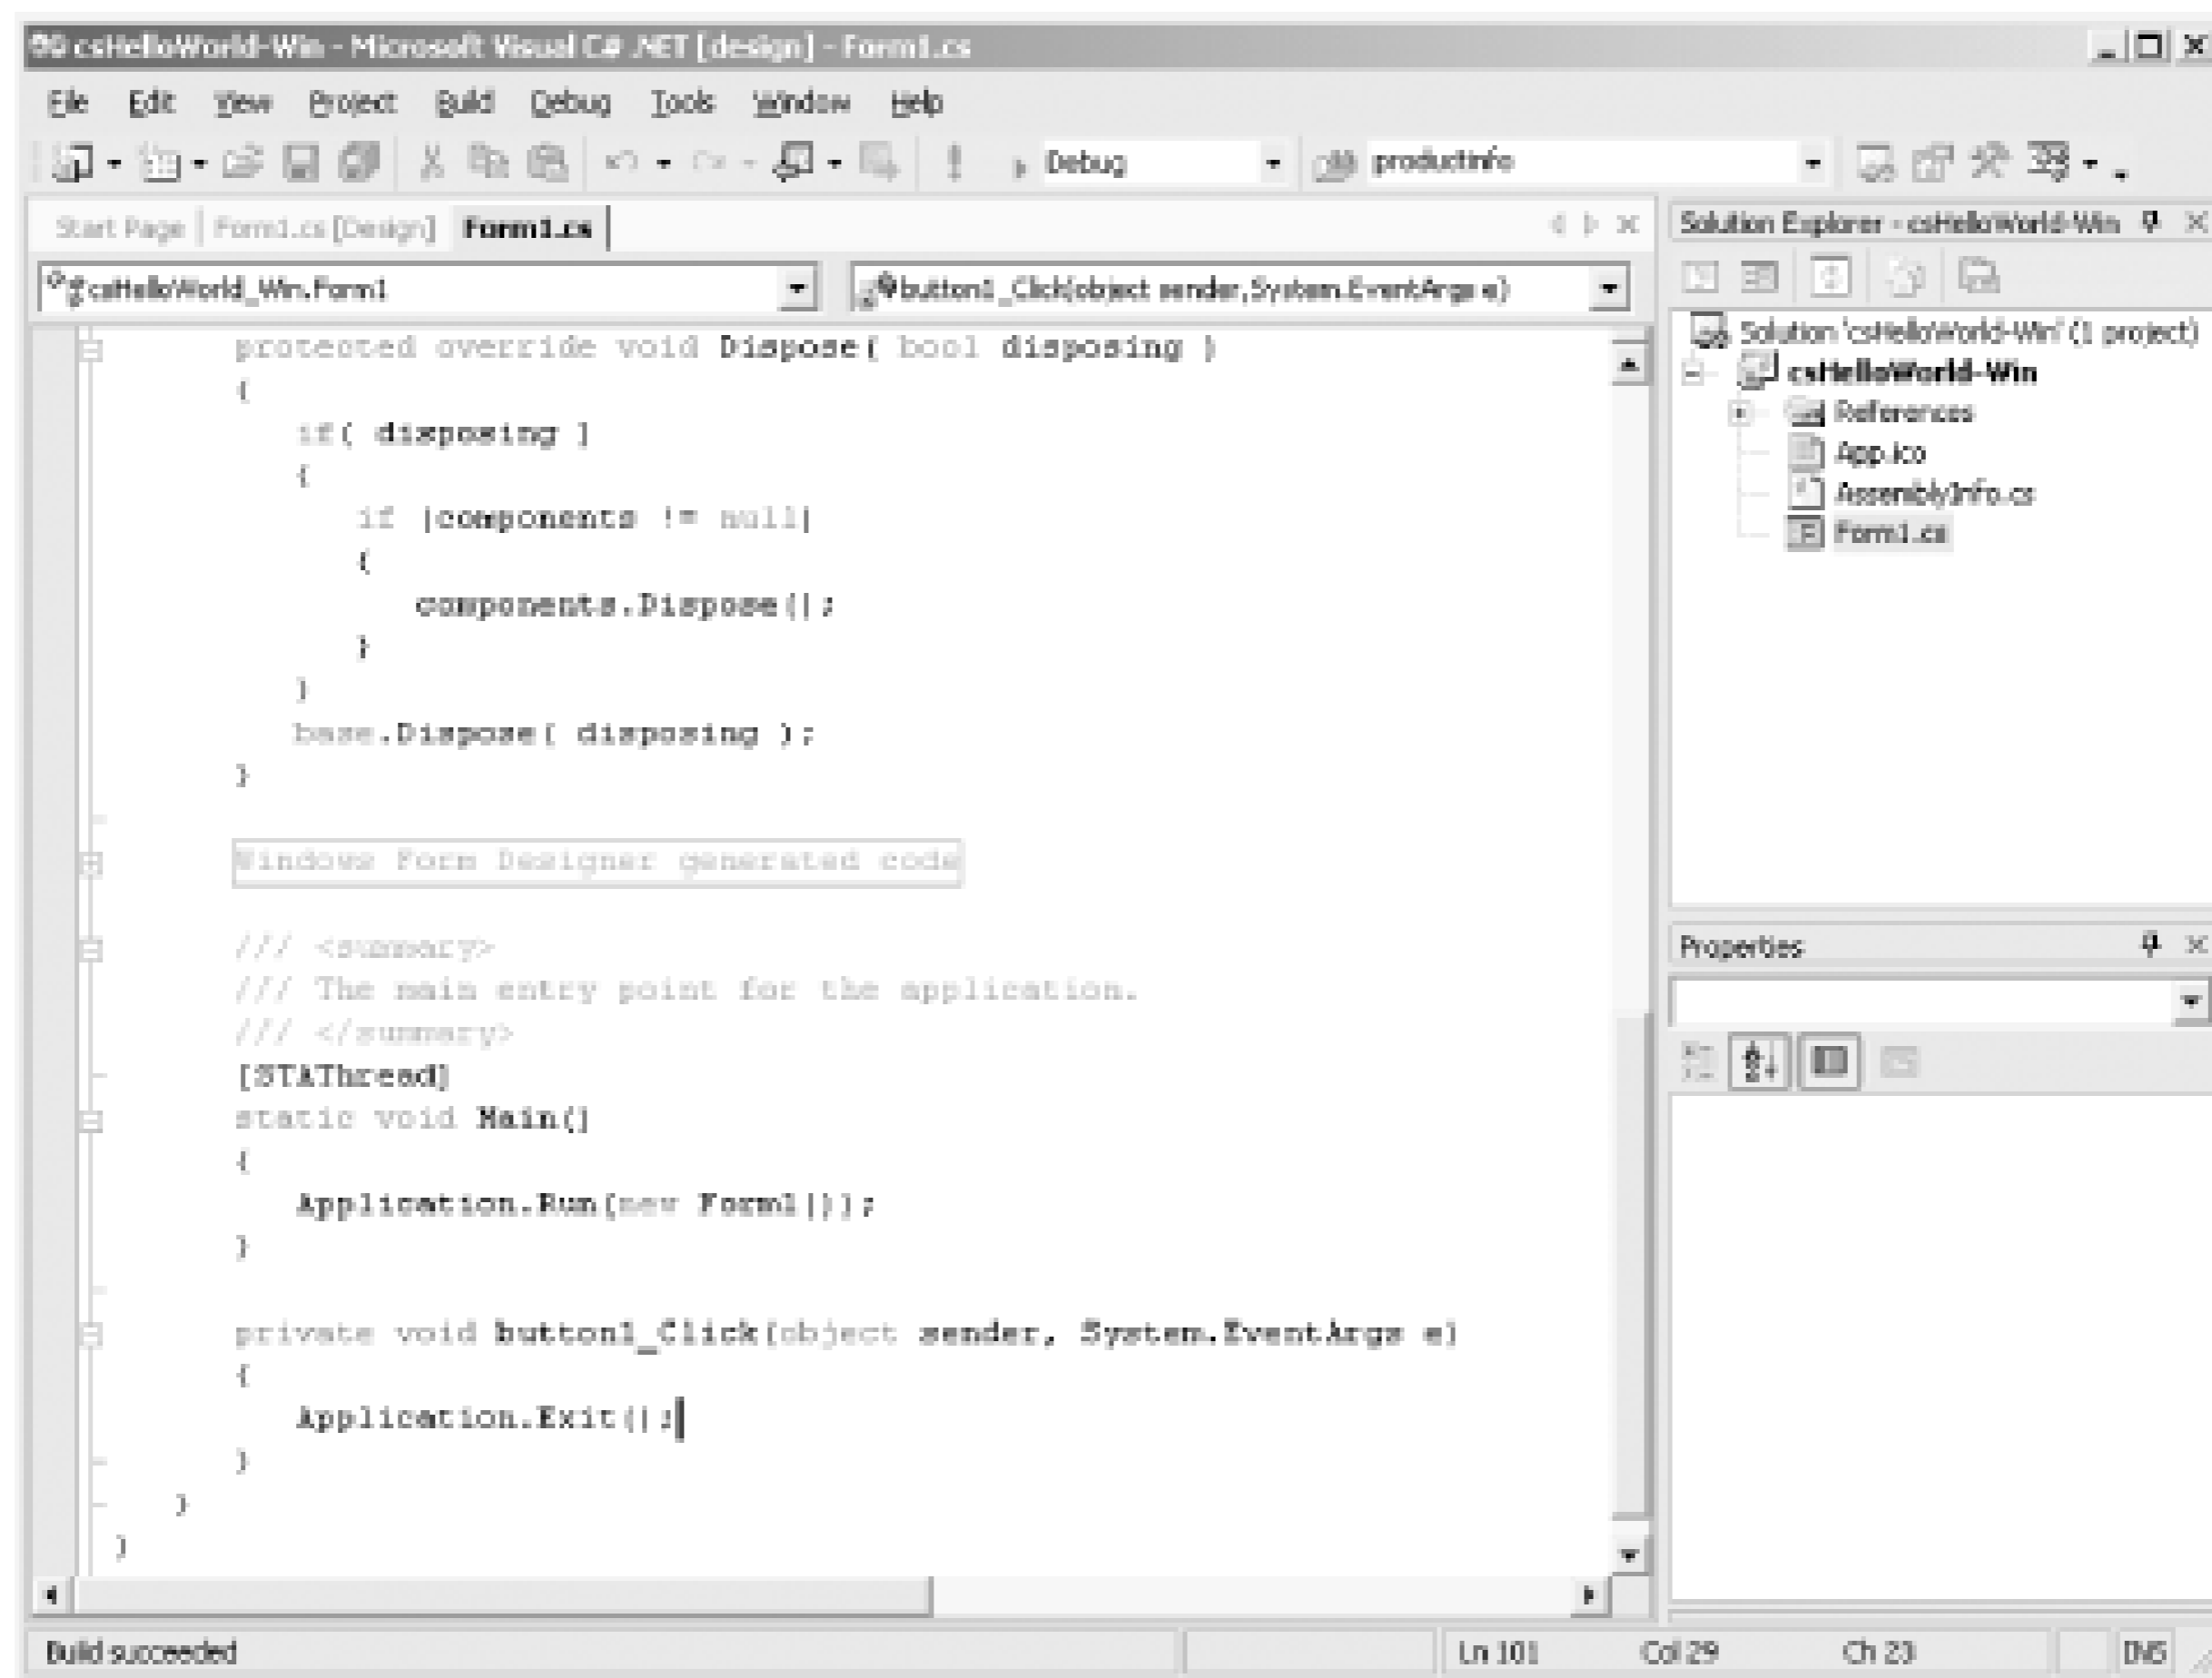 csHelloWorld-Win - Microsoft Visual C# .NET [design] - Form1.cs
File Edit View Project Build Debug Tools Window Help
Debug productinfo
Start Page Form1.cs [Design] Form1.cs
csHelloWorld_Win.Form1 button1_Click(object sender,System.EventArgs e)
protected override void Dispose( bool disposing )
{
if( disposing )
{
if (components != null)
{
components.Dispose();
}
}
base.Dispose( disposing );
}
Windows Form Designer generated code
/// <summary>
/// The main entry point for the application.
/// </summary>
[STAThread]
static void Main()
{
Application.Run(new Form1());
}
private void button1_Click(object sender, System.EventArgs e)
{
Application.Exit();
}
}
}
Solution Explorer - csHelloWorld-Win
Solution 'csHelloWorld-Win' (1 project)
csHelloWorld-Win
References
App.ico
AssemblyInfo.cs
Form1.cs
Properties
Build succeeded Ln 101 Col 29 Ch 23 INS